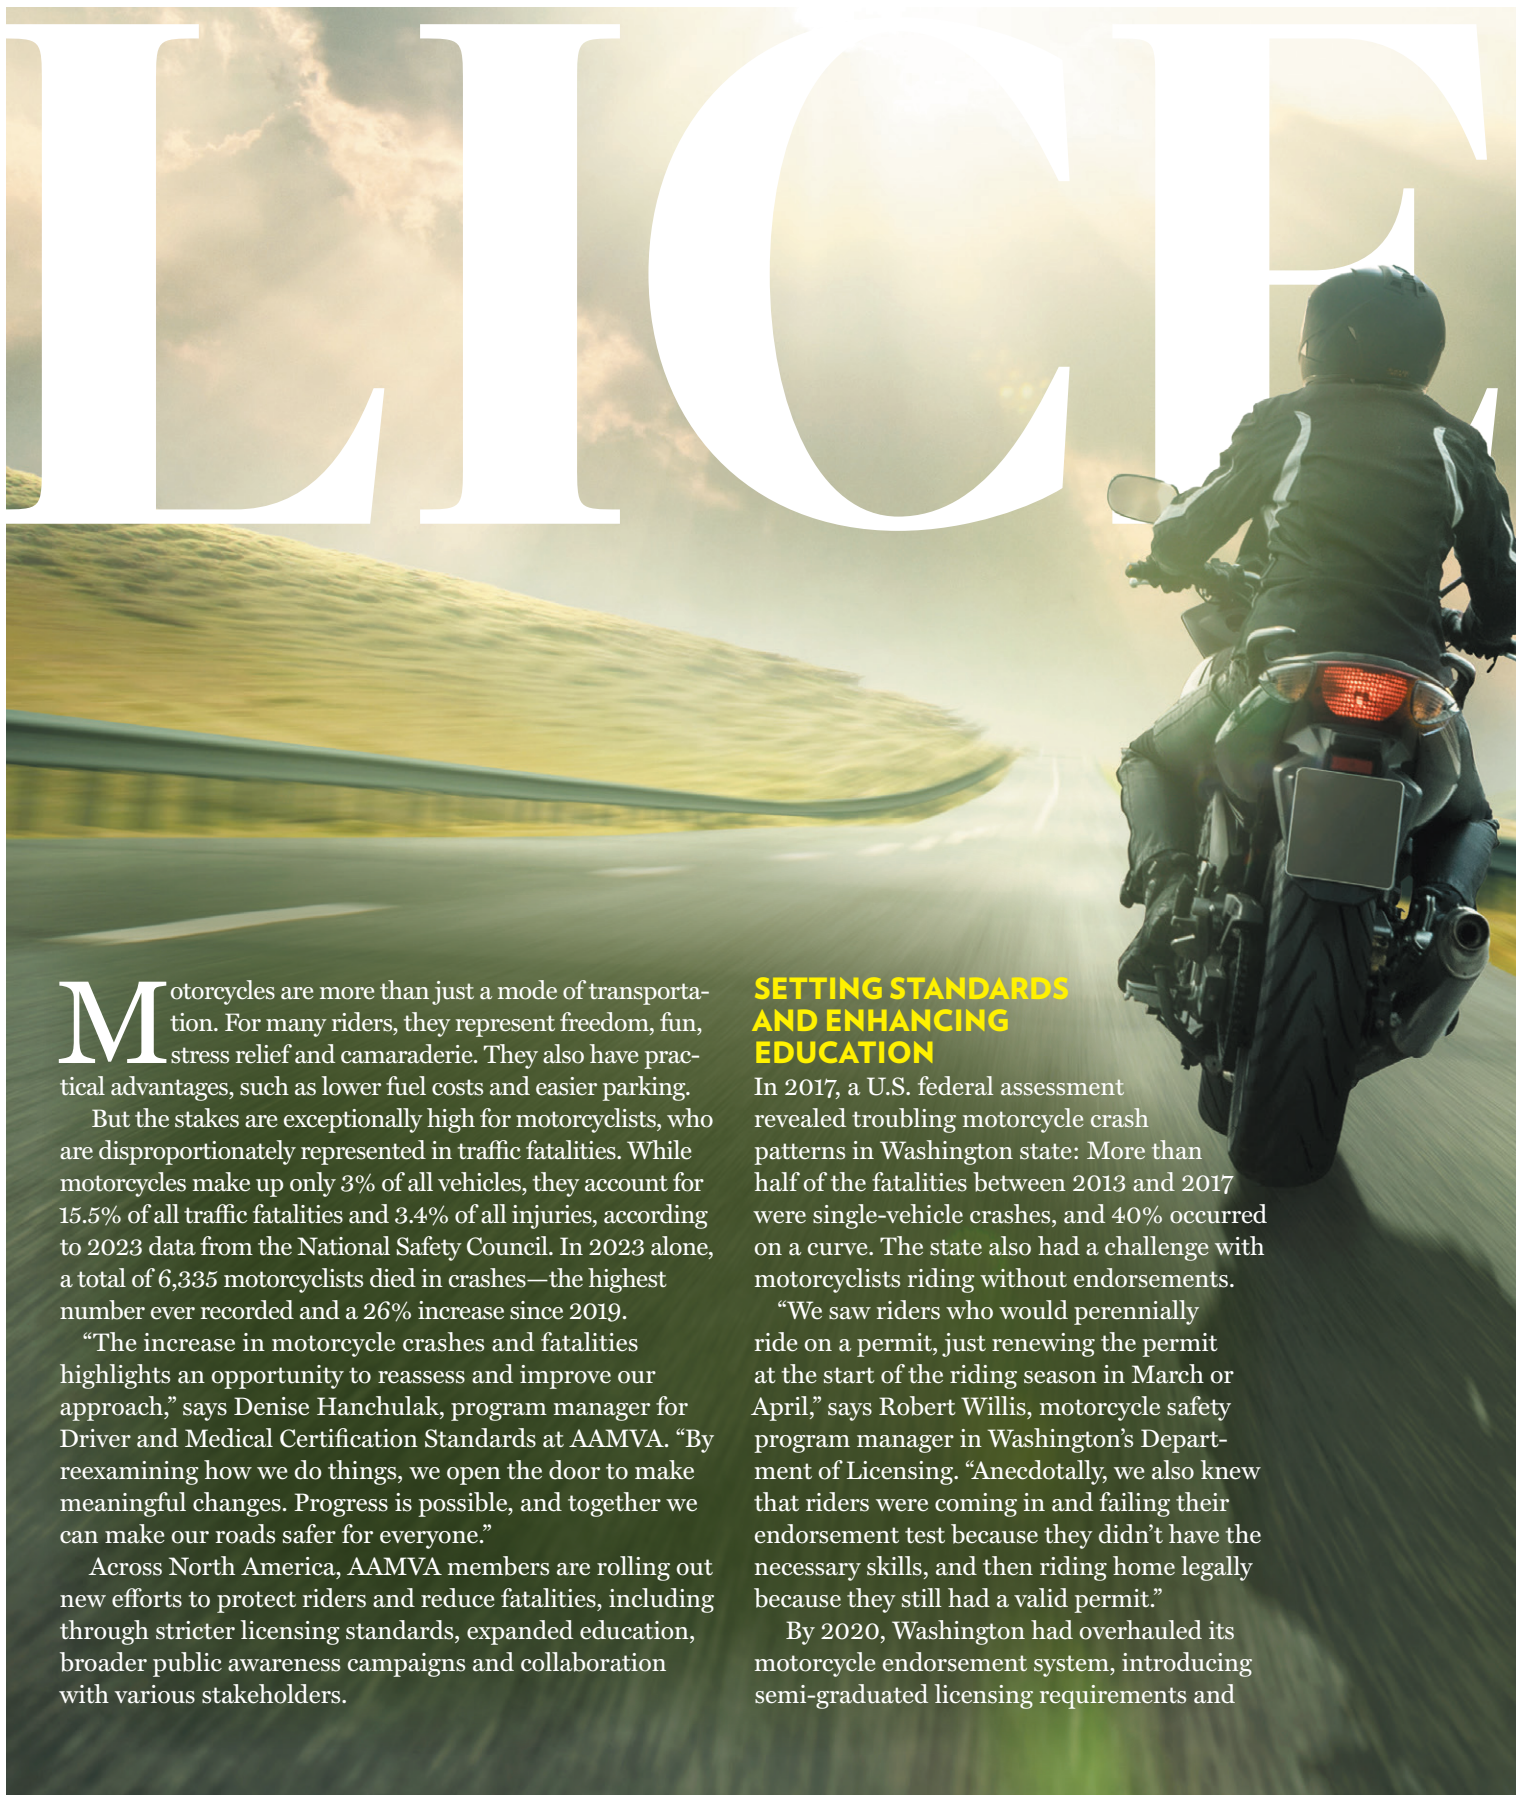 LICE
Motorcycles are more than just a mode of transporta-
tion. For many riders, they represent freedom, fun,
stress relief and camaraderie. They also have prac-
tical advantages, such as lower fuel costs and easier parking.
But the stakes are exceptionally high for motorcyclists, who
are disproportionately represented in traffic fatalities. While
motorcycles make up only 3% of all vehicles, they account for
15.5% of all traffic fatalities and 3.4% of all injuries, according
to 2023 data from the National Safety Council. In 2023 alone,
a total of 6,335 motorcyclists died in crashes—the highest
number ever recorded and a 26% increase since 2019.
“The increase in motorcycle crashes and fatalities
highlights an opportunity to reassess and improve our
approach,” says Denise Hanchulak, program manager for
Driver and Medical Certification Standards at AAMVA. “By
reexamining how we do things, we open the door to make
meaningful changes. Progress is possible, and together we
can make our roads safer for everyone.”
Across North America, AAMVA members are rolling out
new efforts to protect riders and reduce fatalities, including
through stricter licensing standards, expanded education,
broader public awareness campaigns and collaboration
with various stakeholders.
SETTING STANDARDS
AND ENHANCING
EDUCATION
In 2017, a U.S. federal assessment
revealed troubling motorcycle crash
patterns in Washington state: More than
half of the fatalities between 2013 and 2017
were single-vehicle crashes, and 40% occurred
on a curve. The state also had a challenge with
motorcyclists riding without endorsements.
“We saw riders who would perennially
ride on a permit, just renewing the permit
at the start of the riding season in March or
April,” says Robert Willis, motorcycle safety
program manager in Washington’s Depart-
ment of Licensing. “Anecdotally, we also knew
that riders were coming in and failing their
endorsement test because they didn’t have the
necessary skills, and then riding home legally
because they still had a valid permit.”
By 2020, Washington had overhauled its
motorcycle endorsement system, introducing
semi-graduated licensing requirements and